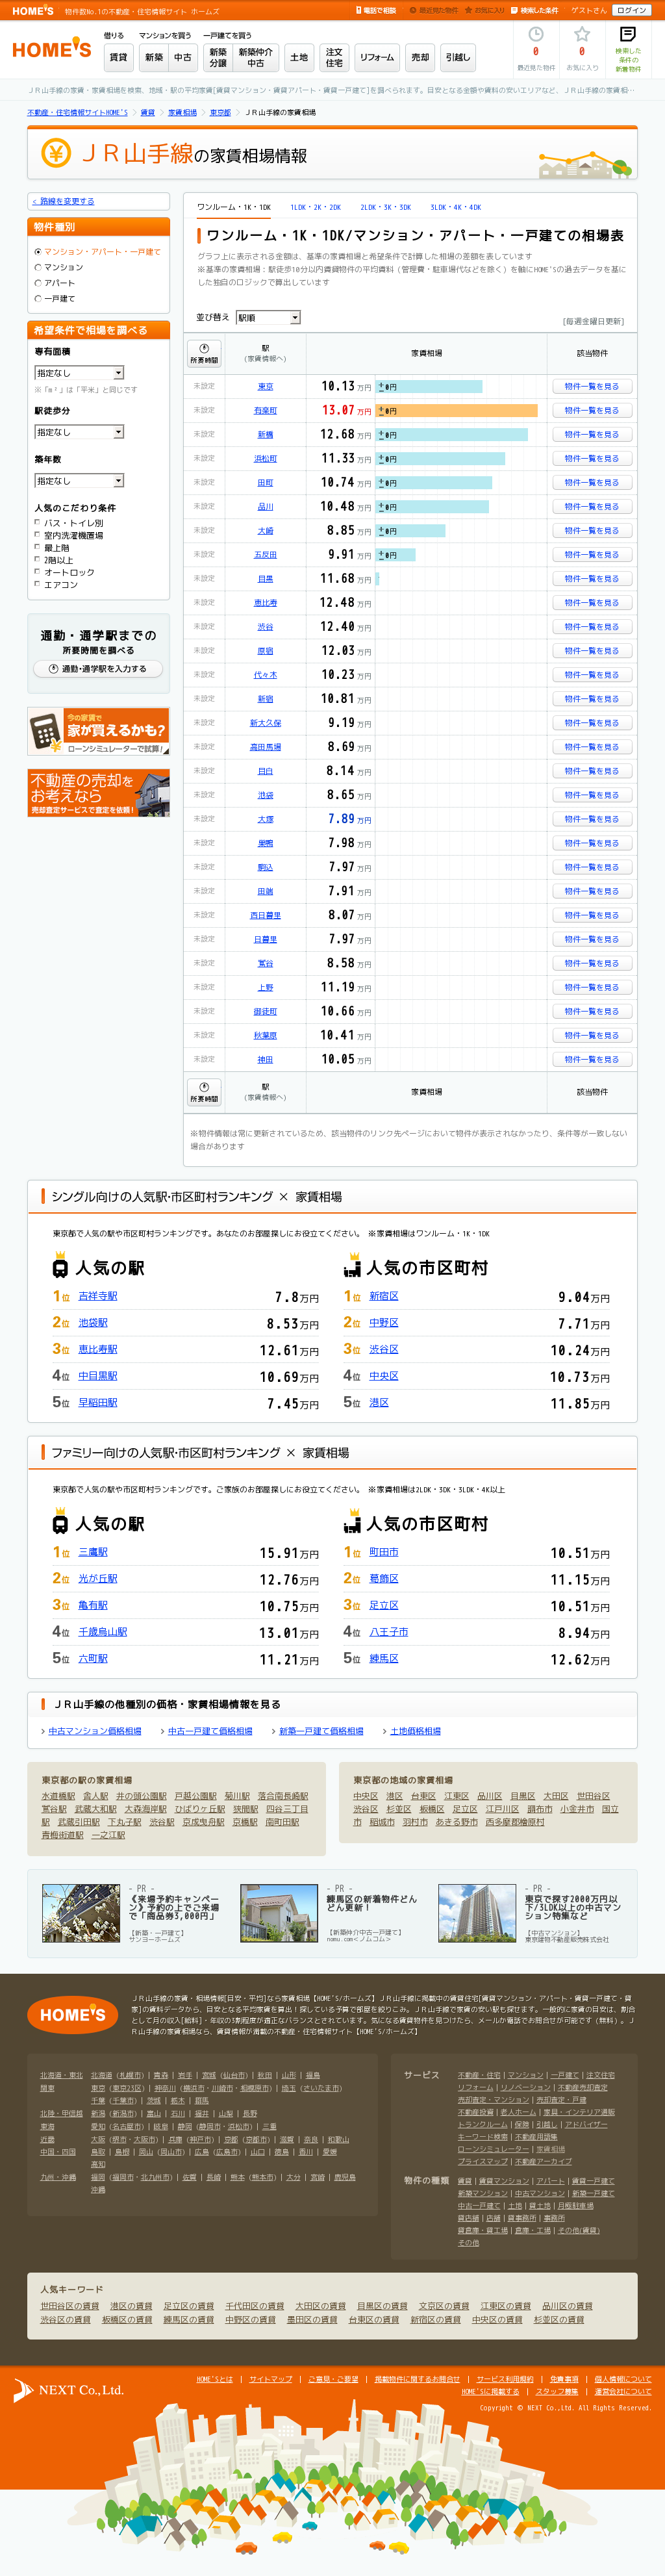 HOME'S 物件数No.1の不動産・住宅情報サイト ホームズ
電話で相談 最近見た物件 お気に入り 検索した条件 ゲストさん ログイン
HOME'S
借りる マンションを買う 一戸建てを買う
賃貸 新築 中古 新築分譲 新築仲介中古 土地 注文住宅 リフォーム 売却 引越し
0 最近見た物件
0 お気に入り
検索した条件の新着物件
ＪＲ山手線の家賃・家賃相場を検索。地域・駅の平均家賃[賃貸マンション・賃貸アパート・賃貸一戸建て]を調べられます。目安となる金額や賃料の安いエリアなど、ＪＲ山手線の家賃相…
不動産・住宅情報サイトHOME'S > 賃貸 > 家賃相場 > 東京都 > ＪＲ山手線の家賃相場
ＪＲ山手線の家賃相場情報
< 路線を変更する
物件種別
マンション・アパート・一戸建て
マンション
アパート
一戸建て
希望条件で相場を調べる
専有面積
指定なし
※「m²」は「平米」と同じです
駅徒歩分
指定なし
築年数
指定なし
人気のこだわり条件
バス・トイレ別
室内洗濯機置場
最上階
2階以上
オートロック
エアコン
通勤・通学駅までの
所要時間を調べる
通勤・通学駅を入力する
今の家賃で
家が買えるかも?
ローンシミュレーターで試算!
不動産の売却を
お考えなら
売却査定サービスで査定を依頼!
ワンルーム・1K・1DK 1LDK・2K・2DK 2LDK・3K・3DK 3LDK・4K・4DK
ワンルーム・1K・1DK/マンション・アパート・一戸建ての相場表
グラフ上に表示される金額は、基準の家賃相場と希望条件で計算した相場の差額を表しています
※基準の家賃相場：駅徒歩10分以内賃貸物件の平均賃料（管理費・駐車場代などを除く）を軸にHOME'Sの過去データを基にした独自のロジックで算出しています
並び替え 駅順
[毎週金曜日更新]
所要時間 駅(家賃情報へ) 家賃相場 該当物件
未設定 東京 10.13万円 ±0円 物件一覧を見る
未設定 有楽町 13.07万円 ±0円 物件一覧を見る
未設定 新橋 12.68万円 ±0円 物件一覧を見る
未設定 浜松町 11.33万円 ±0円 物件一覧を見る
未設定 田町 10.74万円 ±0円 物件一覧を見る
未設定 品川 10.48万円 ±0円 物件一覧を見る
未設定 大崎 8.85万円 ±0円 物件一覧を見る
未設定 五反田 9.91万円 ±0円 物件一覧を見る
未設定 目黒 11.68万円 物件一覧を見る
未設定 恵比寿 12.48万円 物件一覧を見る
未設定 渋谷 12.40万円 物件一覧を見る
未設定 原宿 12.03万円 物件一覧を見る
未設定 代々木 10.23万円 物件一覧を見る
未設定 新宿 10.81万円 物件一覧を見る
未設定 新大久保 9.19万円 物件一覧を見る
未設定 高田馬場 8.69万円 物件一覧を見る
未設定 目白 8.14万円 物件一覧を見る
未設定 池袋 8.65万円 物件一覧を見る
未設定 大塚 7.89万円 物件一覧を見る
未設定 巣鴨 7.98万円 物件一覧を見る
未設定 駒込 7.97万円 物件一覧を見る
未設定 田端 7.91万円 物件一覧を見る
未設定 西日暮里 8.07万円 物件一覧を見る
未設定 日暮里 7.97万円 物件一覧を見る
未設定 鶯谷 8.58万円 物件一覧を見る
未設定 上野 11.19万円 物件一覧を見る
未設定 御徒町 10.66万円 物件一覧を見る
未設定 秋葉原 10.41万円 物件一覧を見る
未設定 神田 10.05万円 物件一覧を見る
所要時間 駅(家賃情報へ) 家賃相場 該当物件
※物件情報は常に更新されているため、該当物件のリンク先ページにおいて物件が表示されなかったり、条件等が一致しない場合があります
シングル向けの人気駅・市区町村ランキング × 家賃相場
東京都で人気の駅や市区町村ランキングです。あなたのお部屋探しにお役立てください。 ※家賃相場はワンルーム・1K・1DK
人気の駅
1位 吉祥寺駅 7.8万円
2位 池袋駅 8.53万円
3位 恵比寿駅 12.61万円
4位 中目黒駅 10.69万円
5位 早稲田駅 7.45万円
人気の市区町村
1位 新宿区 9.04万円
2位 中野区 7.71万円
3位 渋谷区 10.24万円
4位 中央区 10.73万円
5位 港区 11.85万円
ファミリー向けの人気駅・市区町村ランキング × 家賃相場
東京都で人気の駅や市区町村ランキングです。ご家族のお部屋探しにお役立てください。 ※家賃相場は2LDK・3DK・3LDK・4K以上
人気の駅
1位 三鷹駅 15.91万円
2位 光が丘駅 12.76万円
3位 亀有駅 10.75万円
4位 千歳烏山駅 13.01万円
5位 六町駅 11.21万円
人気の市区町村
1位 町田市 10.51万円
2位 葛飾区 11.15万円
3位 足立区 10.51万円
4位 八王子市 8.94万円
5位 練馬区 12.62万円
ＪＲ山手線の他種別の価格・家賃相場情報を見る
> 中古マンション価格相場 > 中古一戸建て価格相場 > 新築一戸建て価格相場 > 土地価格相場
東京都の駅の家賃相場
水道橋駅 舎人駅 井の頭公園駅 戸越公園駅 菊川駅 落合南長崎駅
鶯谷駅 武蔵大和駅 大森海岸駅 ひばりヶ丘駅 狭間駅 四谷三丁目駅
武蔵引田駅 下丸子駅 渋谷駅 京成曳舟駅 京橋駅 南町田駅
青梅街道駅 一之江駅
東京都の地域の家賃相場
中央区 港区 台東区 江東区 品川区 目黒区 大田区 世田谷区
渋谷区 杉並区 板橋区 足立区 江戸川区 調布市 小金井市 国立市
稲城市 羽村市 あきる野市 西多摩郡檜原村
- PR -
《来場予約キャンペーン》予約の上でご来場で「商品券3,000円」
【新築・一戸建て】
サンヨーホームズ
- PR -
練馬区の新着物件どんどん更新！
【新築仲介中古一戸建て】
nomu.com<ノムコム>
- PR -
東京で探す2000万円以下/3LDK以上の中古マンション特集など
【中古マンション】
東京建物不動産販売株式会社
HOME'S
ＪＲ山手線の家賃・相場情報[目安・平均]なら家賃相場【HOME'S/ホームズ】ＪＲ山手線に掲載中の賃貸住宅[賃貸マンション・アパート・賃貸一戸建て・貸家]の賃料データから、目安となる平均家賃を算出！探している予算で部屋を絞りこみ。ＪＲ山手線で家賃の安い駅も探せます。一般的に家賃の目安は、割合として月の収入[給料]・年収の3割程度が適正なバランスとされています。気になる賃貸物件を見つけたら、メールか電話でお問合せが可能です（無料）。ＪＲ山手線の家賃相場なら、賃貸情報が満載の不動産・住宅情報サイト【HOME'S/ホームズ】
北海道・東北 北海道 (札幌市) | 青森 | 岩手 | 宮城 (仙台市) | 秋田 | 山形 | 福島
関東 東京 (東京23区) | 神奈川 (横浜市・川崎市・相模原市) | 埼玉 (さいたま市)
千葉 (千葉市) | 茨城 | 栃木 | 群馬
北陸・甲信越 新潟 (新潟市) | 富山 | 石川 | 福井 | 山梨 | 長野
東海 愛知 (名古屋市) | 岐阜 | 静岡 (静岡市・浜松市) | 三重
近畿 大阪 (堺市・大阪市) | 兵庫 (神戸市) | 京都 (京都市) | 滋賀 | 奈良 | 和歌山
中国・四国 鳥取 | 島根 | 岡山 (岡山市) | 広島 (広島市) | 山口 | 徳島 | 香川 | 愛媛
高知
九州・沖縄 福岡 (福岡市・北九州市) | 佐賀 | 長崎 | 熊本 (熊本市) | 大分 | 宮崎 | 鹿児島
沖縄
サービス 不動産・住宅 | マンション | 一戸建て | 注文住宅
リフォーム | リノベーション | 不動産売却査定
売却査定・マンション | 売却査定・戸建
不動産投資 | 老人ホーム | 家具・インテリア通販
トランクルーム | 保険 | 引越し | アドバイザー
キーワード検索 | 不動産用語集
ローンシミュレーター | 家賃相場
プライスマップ | 不動産アーカイブ
物件の種類 賃貸 | 賃貸マンション | アパート | 賃貸一戸建て
新築マンション | 中古マンション | 新築一戸建て
中古一戸建て | 土地 | 貸土地 | 月極駐車場
貸店舗 | 店舗 | 貸事務所 | 事務所
貸倉庫・貸工場 | 倉庫・工場 | その他(賃貸)
その他
人気キーワード
世田谷区の賃貸 港区の賃貸 足立区の賃貸 千代田区の賃貸 大田区の賃貸 目黒区の賃貸 文京区の賃貸 江東区の賃貸 品川区の賃貸
渋谷区の賃貸 板橋区の賃貸 練馬区の賃貸 中野区の賃貸 墨田区の賃貸 台東区の賃貸 新宿区の賃貸 中央区の賃貸 杉並区の賃貸
NEXT Co.,Ltd.
HOME'Sとは | サイトマップ | ご意見・ご要望 | 掲載物件に関するお問合せ | サービス利用規約 | 免責事項 | 個人情報について
HOME'Sに掲載する | スタッフ募集 | 運営会社について
Copyright © NEXT Co.,Ltd. All Rights Reserved.